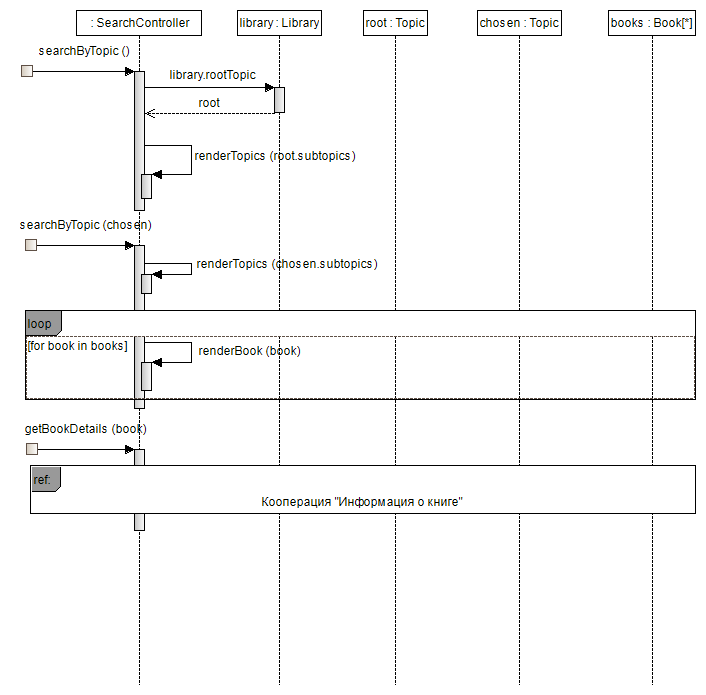 : SearchController
library : Library
root : Topic
chosen : Topic
books : Book[*]
searchByTopic ()
library.rootTopic
root
renderTopics (root.subtopics)
searchByTopic (chosen)
renderTopics (chosen.subtopics)
loop
[for book in books]
renderBook (book)
getBookDetails (book)
ref:
Кооперация "Информация о книге"